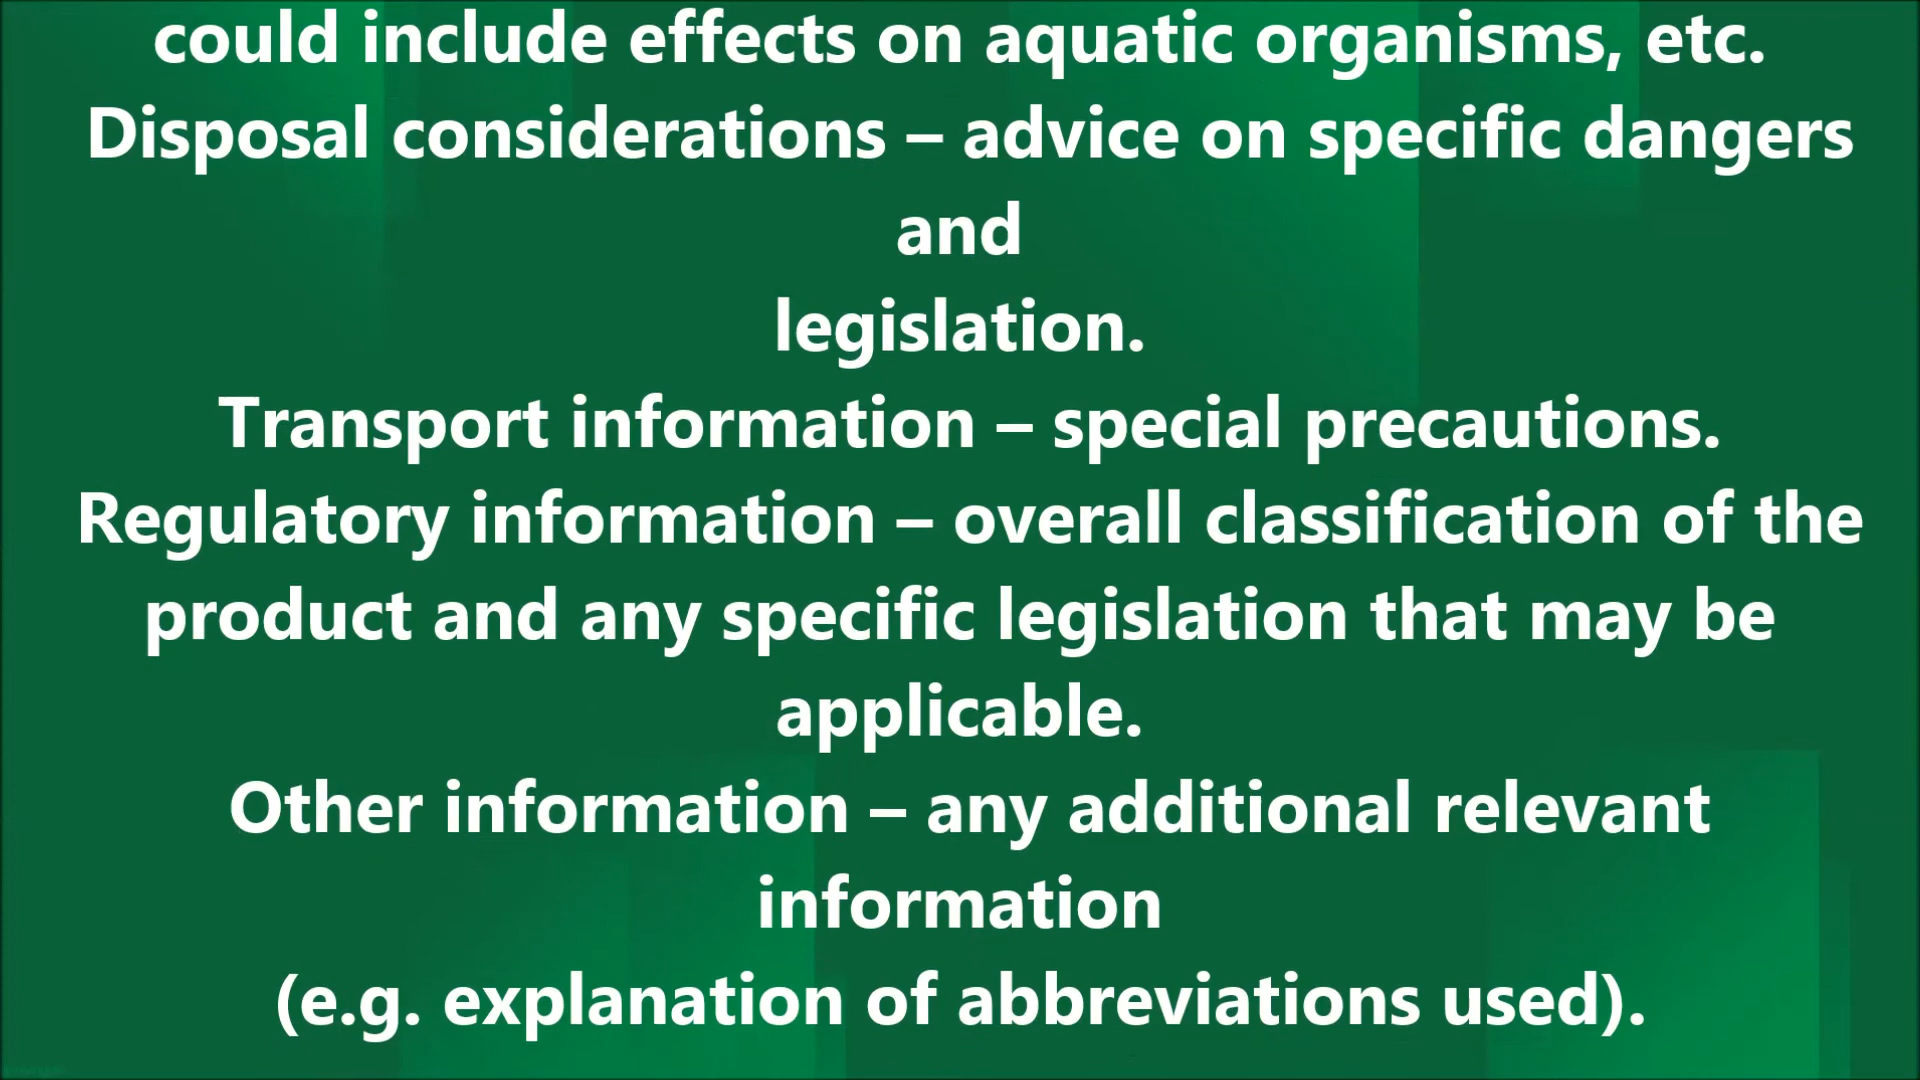 could include effects on aquatic organisms, etc.
Disposal considerations – advice on specific dangers
and
legislation.
Transport information – special precautions.
Regulatory information – overall classification of the
product and any specific legislation that may be
applicable.
Other information – any additional relevant
information
(e.g. explanation of abbreviations used).